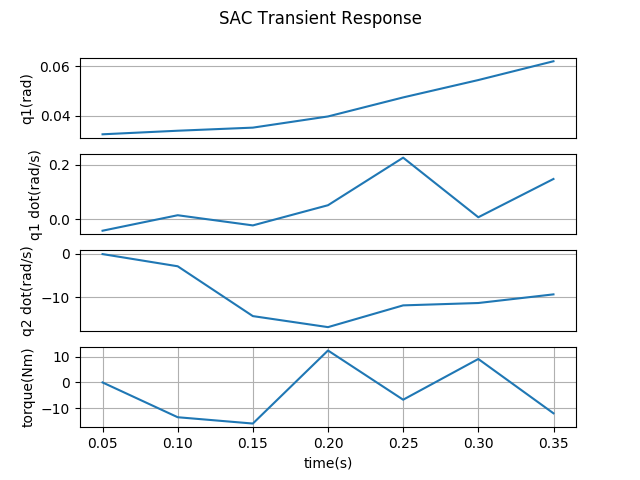 SAC Transient Response
0.06
0.04
q1(rad)
0.2
0.0
q1 dot(rad/s)
0
−10
q2 dot(rad/s)
10
0
−10
torque(Nm)
0.05 0.10 0.15 0.20 0.25 0.30 0.35
time(s)